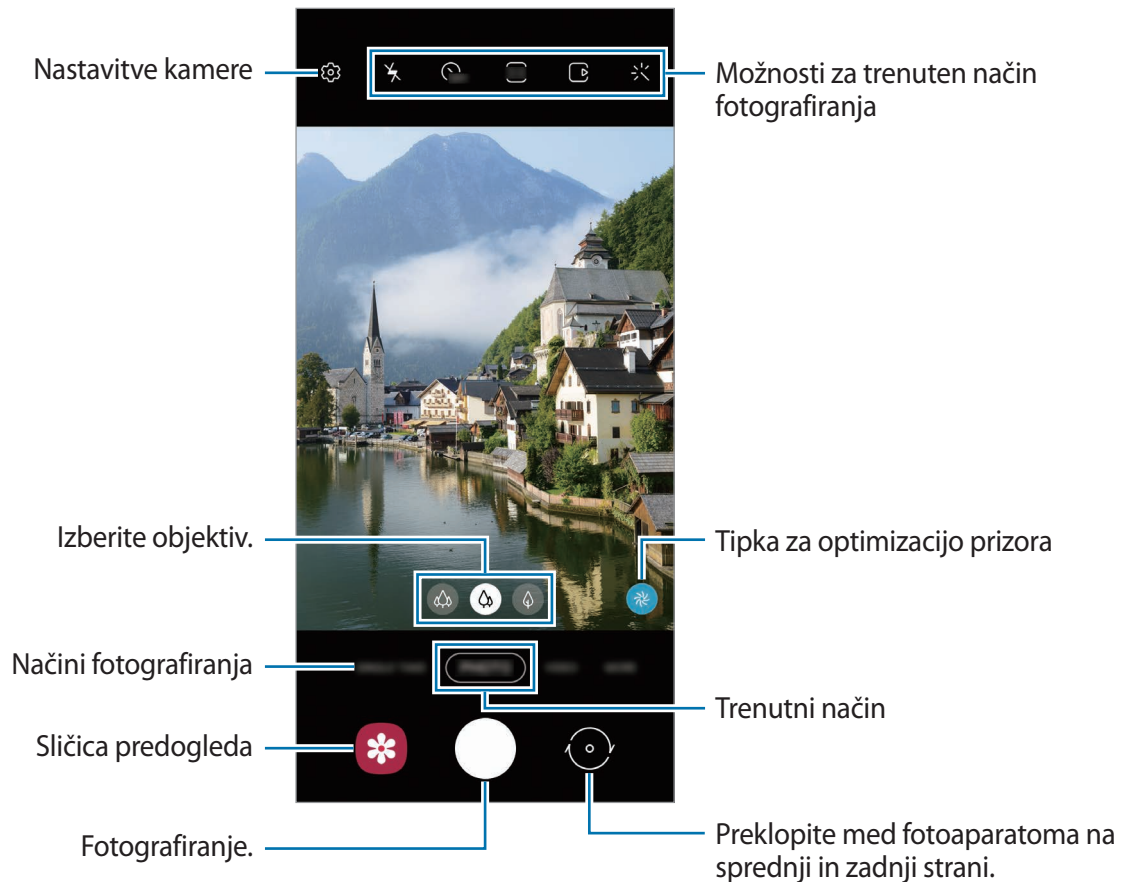 Nastavitve kamere
Možnosti za trenuten način
fotografiranja
Izberite objektiv.
Tipka za optimizacijo prizora
Načini fotografiranja
Trenutni način
Sličica predogleda
Fotografiranje.
Preklopite med fotoaparatoma na
sprednji in zadnji strani.